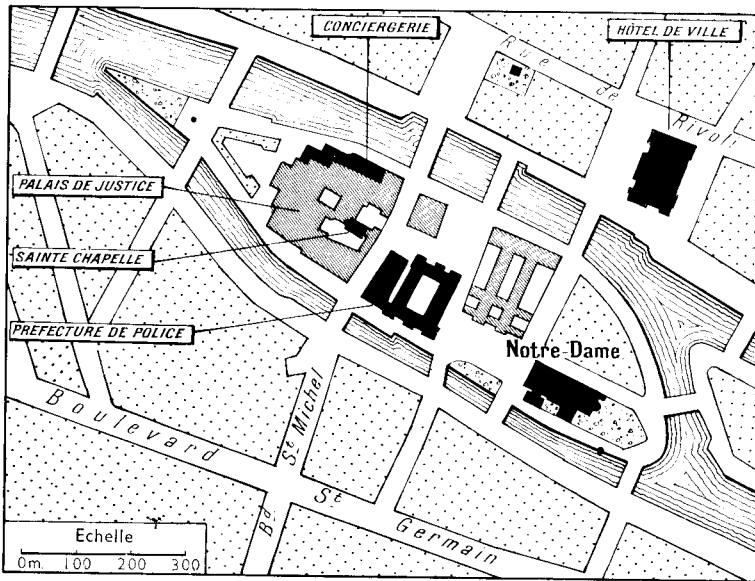 CONCIERGERIE
HÔTEL DE VILLE
Rue de Rivoli
PALAIS DE JUSTICE
SAINTE CHAPELLE
PREFECTURE DE POLICE
Notre-Dame
Boulevard St Germain
Bd St Michel
Echelle
0m. 100 200 300